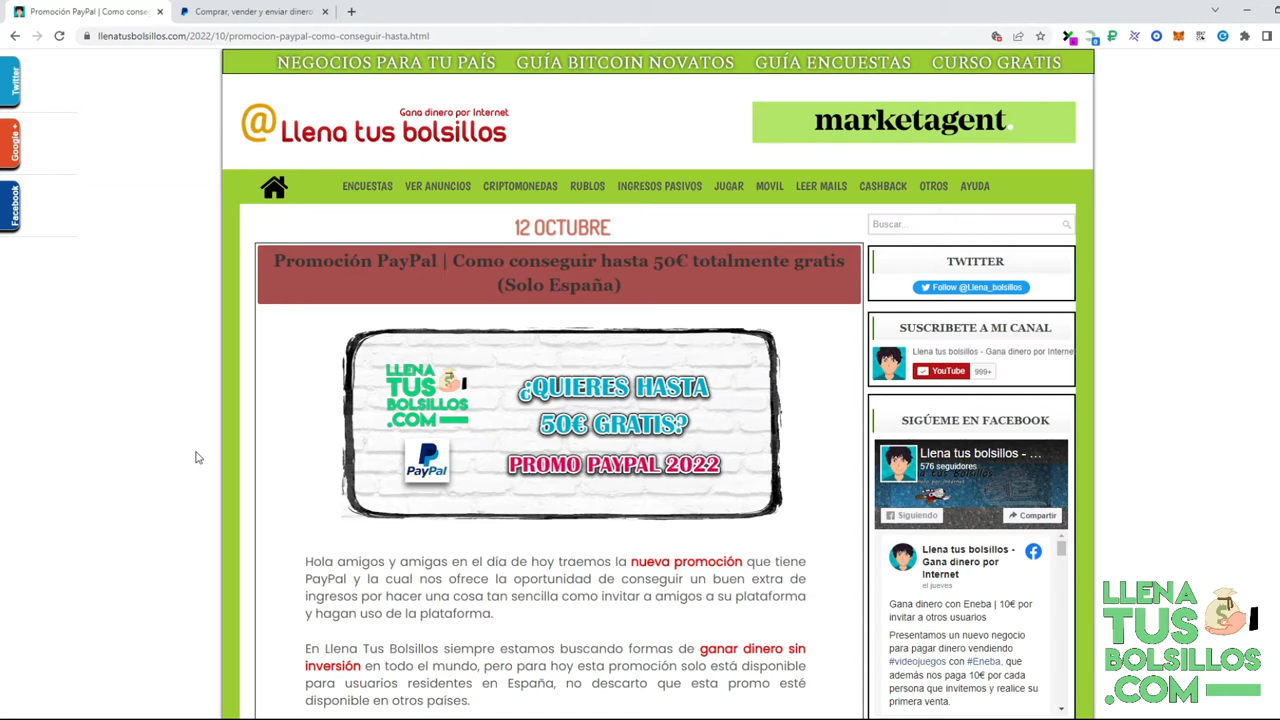 Promoción PayPal | Como conseg
Comprar, vender y enviar dinero
llenatusbolsillos.com/2022/10/promocion-paypal-como-conseguir-hasta.html
Twitter
Google +
Facebook
NEGOCIOS PARA TU PAÍS GUÍA BITCOIN NOVATOS GUÍA ENCUESTAS CURSO GRATIS
Gana dinero por Internet
@Llena tus bolsillos
marketagent.
ENCUESTAS VER ANUNCIOS CRIPTOMONEDAS RUBLOS INGRESOS PASIVOS JUGAR MOVIL LEER MAILS CASHBACK OTROS AYUDA
12 OCTUBRE
Promoción PayPal | Como conseguir hasta 50€ totalmente gratis
(Solo España)
LLENA
TUS
BOLSILLOS
.COM
PayPal
¿QUIERES HASTA
50€ GRATIS?
PROMO PAYPAL 2022
Hola amigos y amigas en el día de hoy traemos la nueva promoción que tiene
PayPal y la cual nos ofrece la oportunidad de conseguir un buen extra de
ingresos por hacer una cosa tan sencilla como invitar a amigos a su plataforma
y hagan uso de la plataforma.
En Llena Tus Bolsillos siempre estamos buscando formas de ganar dinero sin
inversión en todo el mundo, pero para hoy esta promoción solo está disponible
para usuarios residentes en España, no descarto que esta promo esté
disponible en otros países.
Buscar...
TWITTER
Follow @Llena_bolsillos
SUSCRIBETE A MI CANAL
Llena tus bolsillos - Gana dinero por Interne
YouTube 999+
SIGÚEME EN FACEBOOK
Llena tus bolsillos - ...
576 seguidores
Siguiendo
Compartir
Llena tus bolsillos -
Gana dinero por
Internet
el jueves
Gana dinero con Eneba | 10€ por
invitar a otros usuarios
Presentamos un nuevo negocio
para pagar dinero vendiendo
#videojuegos con #Eneba, que
además nos paga 10€ por cada
persona que invitemos y realice su
primera venta.
LLENA
TUS
BOLSILLOS
.COM